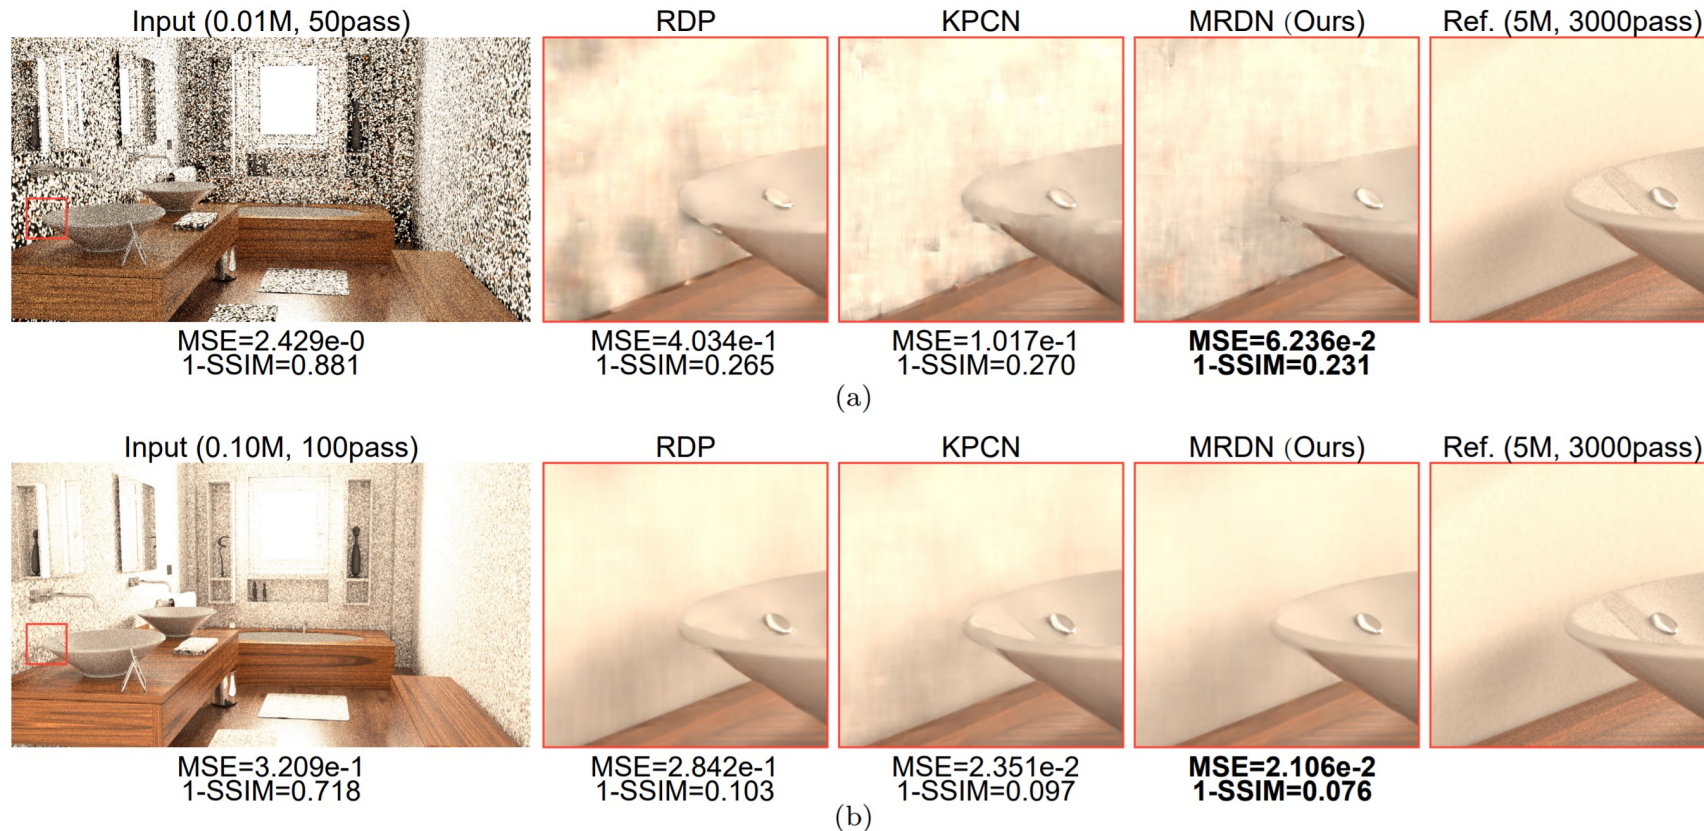 Input (0.01M, 50pass) RDP KPCN MRDN (Ours) Ref. (5M, 3000pass)
MSE=2.429e-0 MSE=4.034e-1 MSE=1.017e-1 MSE=6.236e-2
1-SSIM=0.881 1-SSIM=0.265 1-SSIM=0.270 1-SSIM=0.231
(a)
Input (0.10M, 100pass) RDP KPCN MRDN (Ours) Ref. (5M, 3000pass)
MSE=3.209e-1 MSE=2.842e-1 MSE=2.351e-2 MSE=2.106e-2
1-SSIM=0.718 1-SSIM=0.103 1-SSIM=0.097 1-SSIM=0.076
(b)